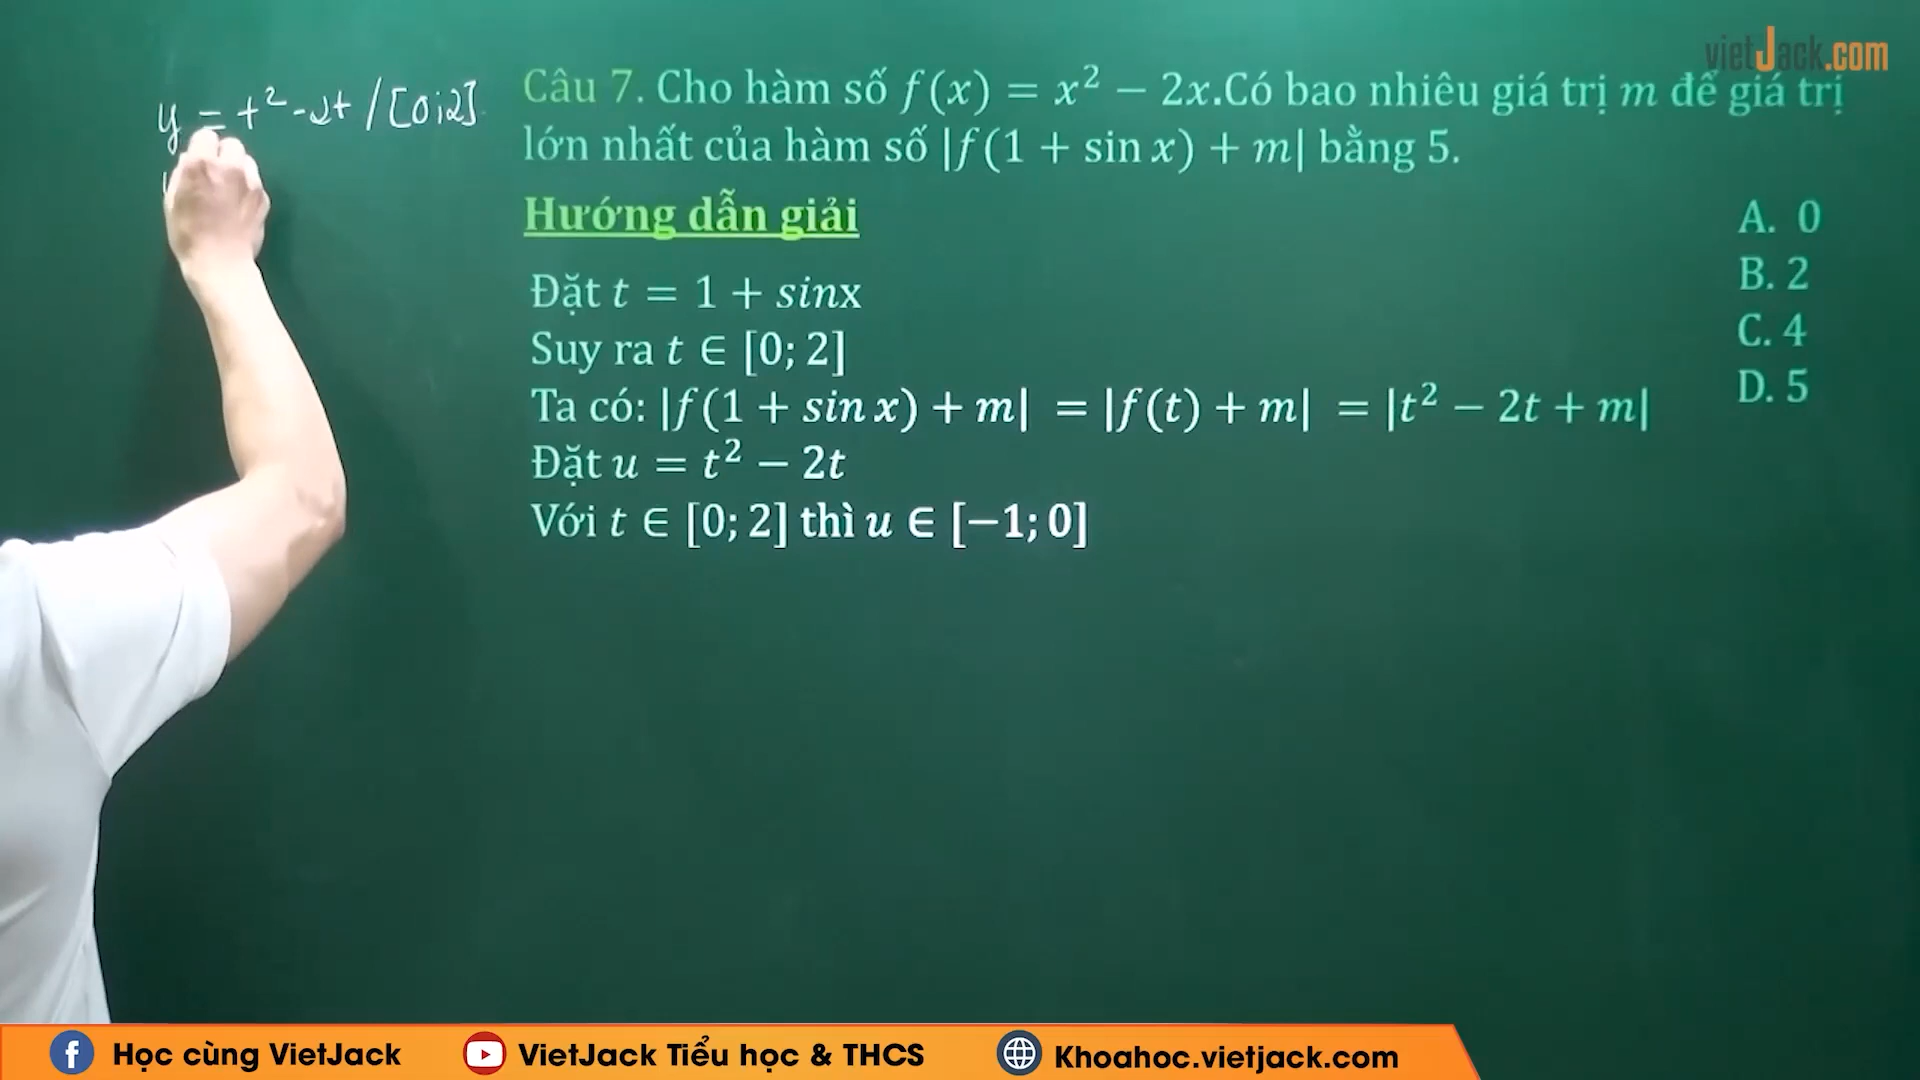 vietJack.com
y = t² - 2t / [0;2]
Câu 7. Cho hàm số f(x) = x² − 2x.Có bao nhiêu giá trị m để giá trị
lớn nhất của hàm số |f(1 + sin x) + m| bằng 5.
Hướng dẫn giải
A. 0
B. 2
C. 4
D. 5
Đặt t = 1 + sinx
Suy ra t ∈ [0; 2]
Ta có: |f(1 + sin x) + m| = |f(t) + m| = |t² − 2t + m|
Đặt u = t² − 2t
Với t ∈ [0; 2] thì u ∈ [−1; 0]
Học cùng VietJack
VietJack Tiểu học & THCS
Khoahoc.vietjack.com